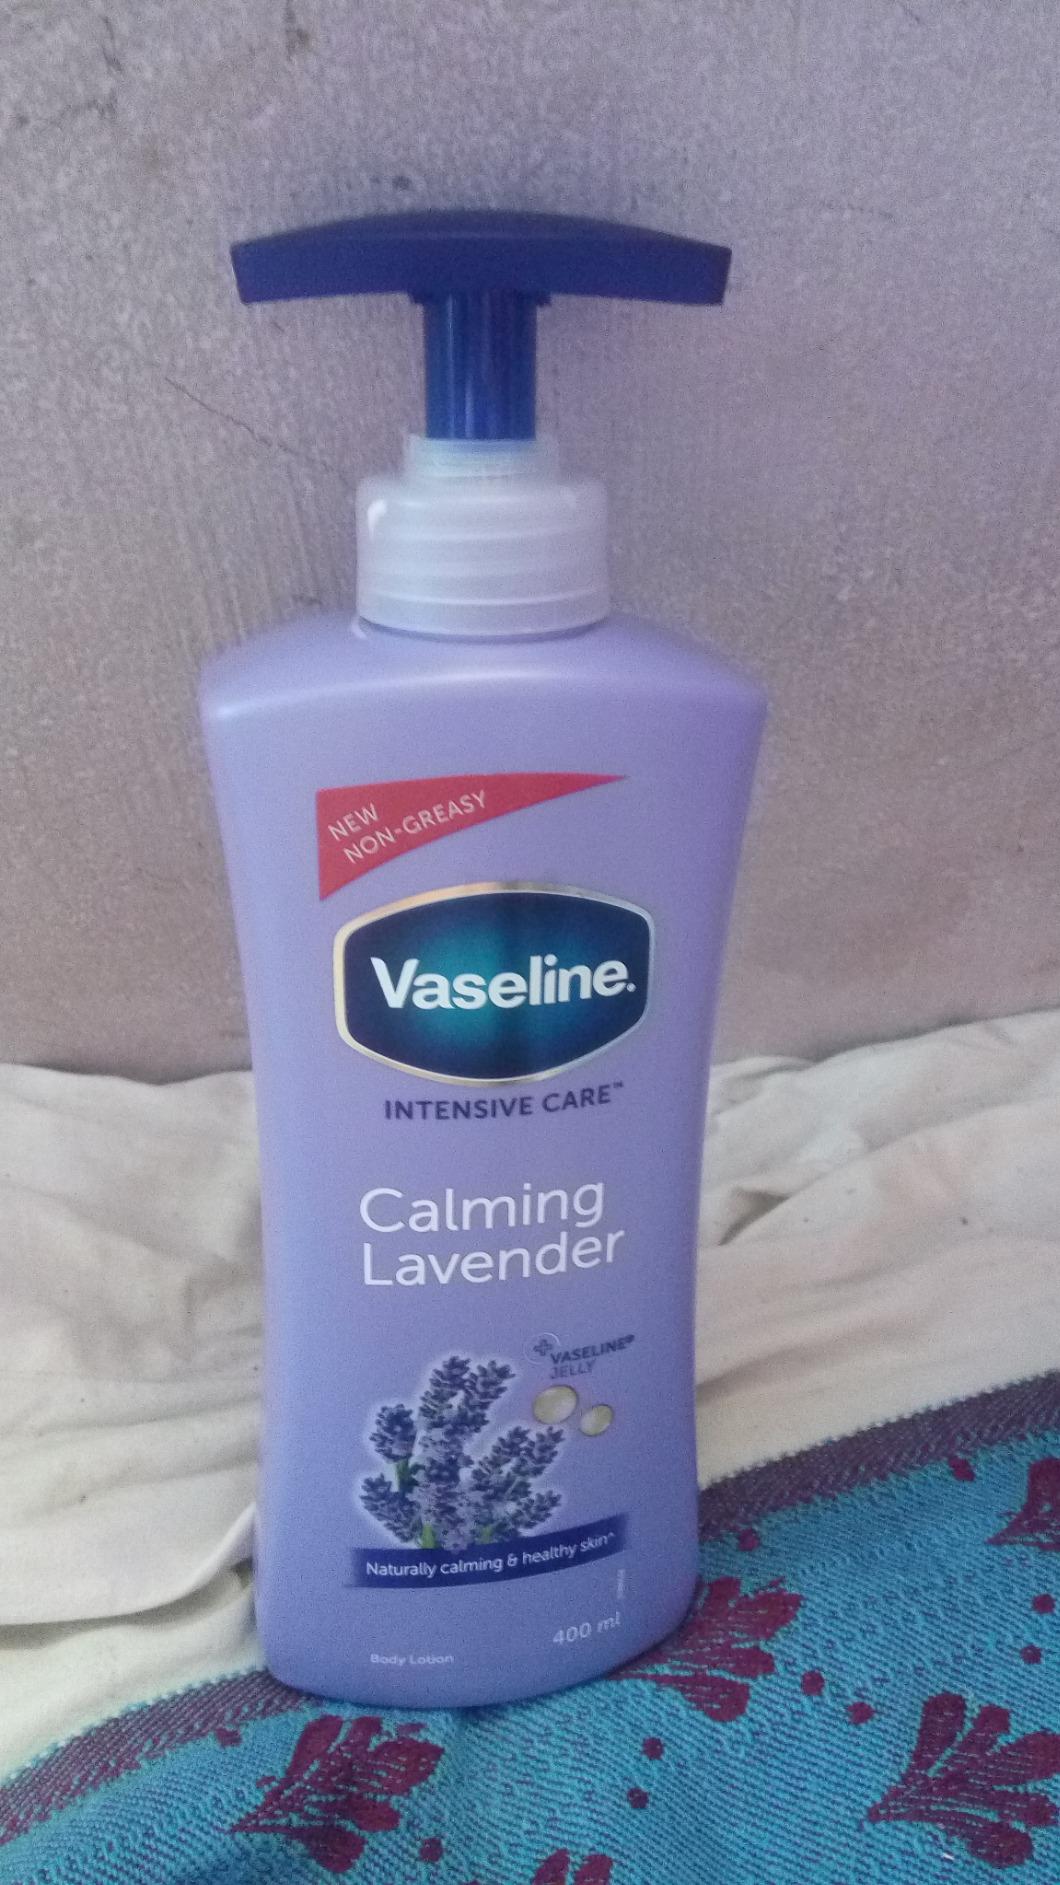 NEW
NON-GREASY
Vaseline.
INTENSIVE CARE™
Calming
Lavender
VASELINE®
JELLY
Naturally calming & healthy skin^
400 ml
Body Lotion